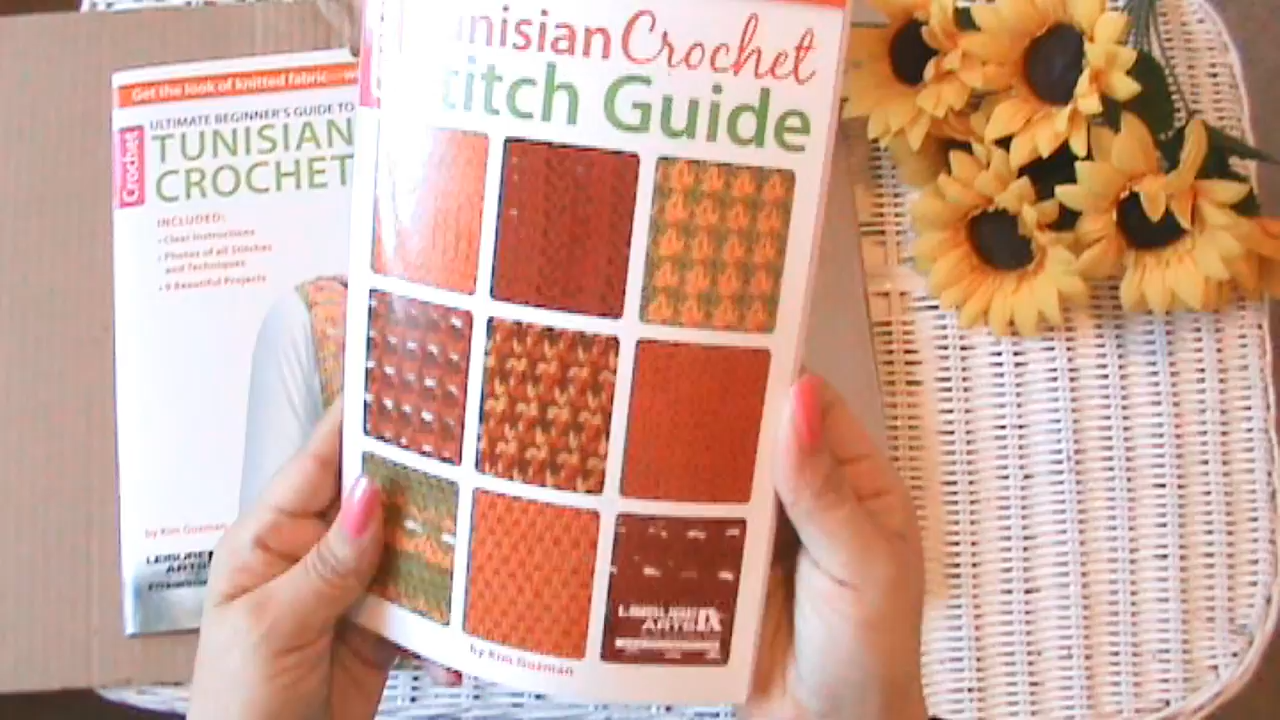 Get the look of knitted fabric
ULTIMATE BEGINNER'S GUIDE TO
TUNISIAN
CROCHET
Crochet
INCLUDED:
• Clear Instructions
• Photos of all Stitches
and Techniques
• 9 Beautiful Projects
by Kim Guzman
LEISURE
ARTS
unisian Crochet
titch Guide
LEISURE
ARTS
by Kim Guzman